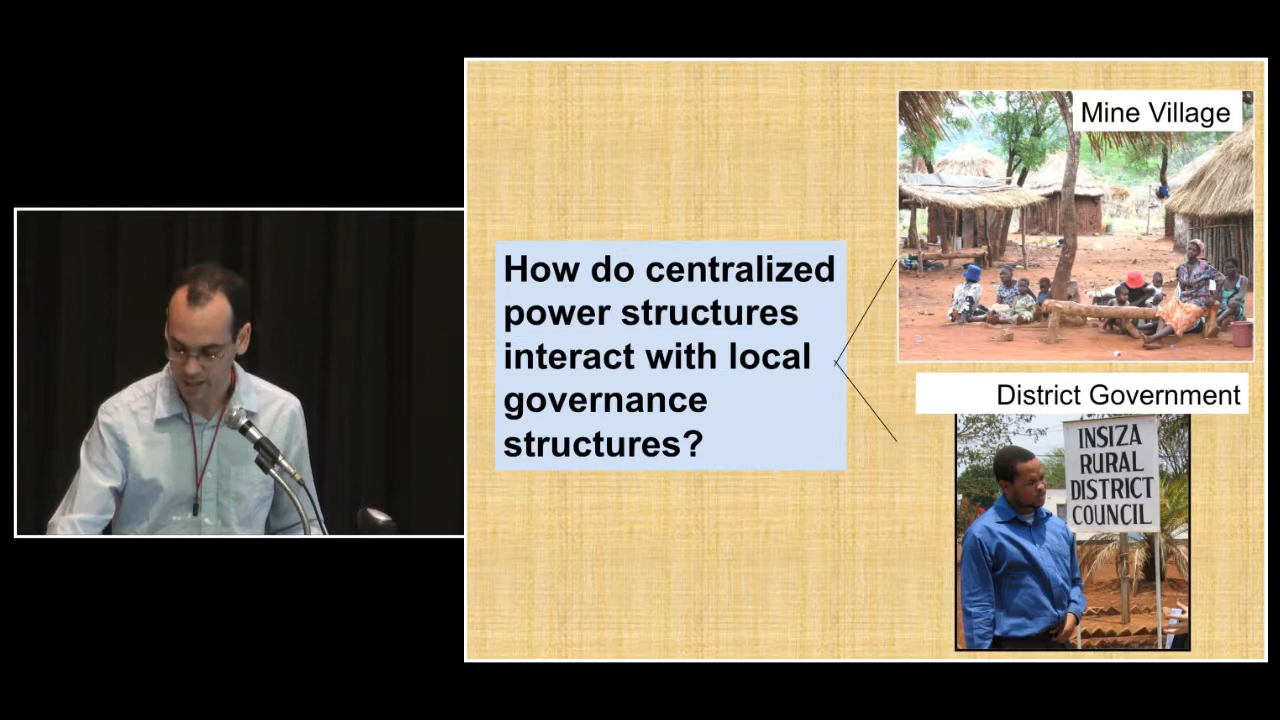 How do centralized
power structures
interact with local
governance
structures?
Mine Village
District Government
INSIZA
RURAL
DISTRICT
COUNCIL